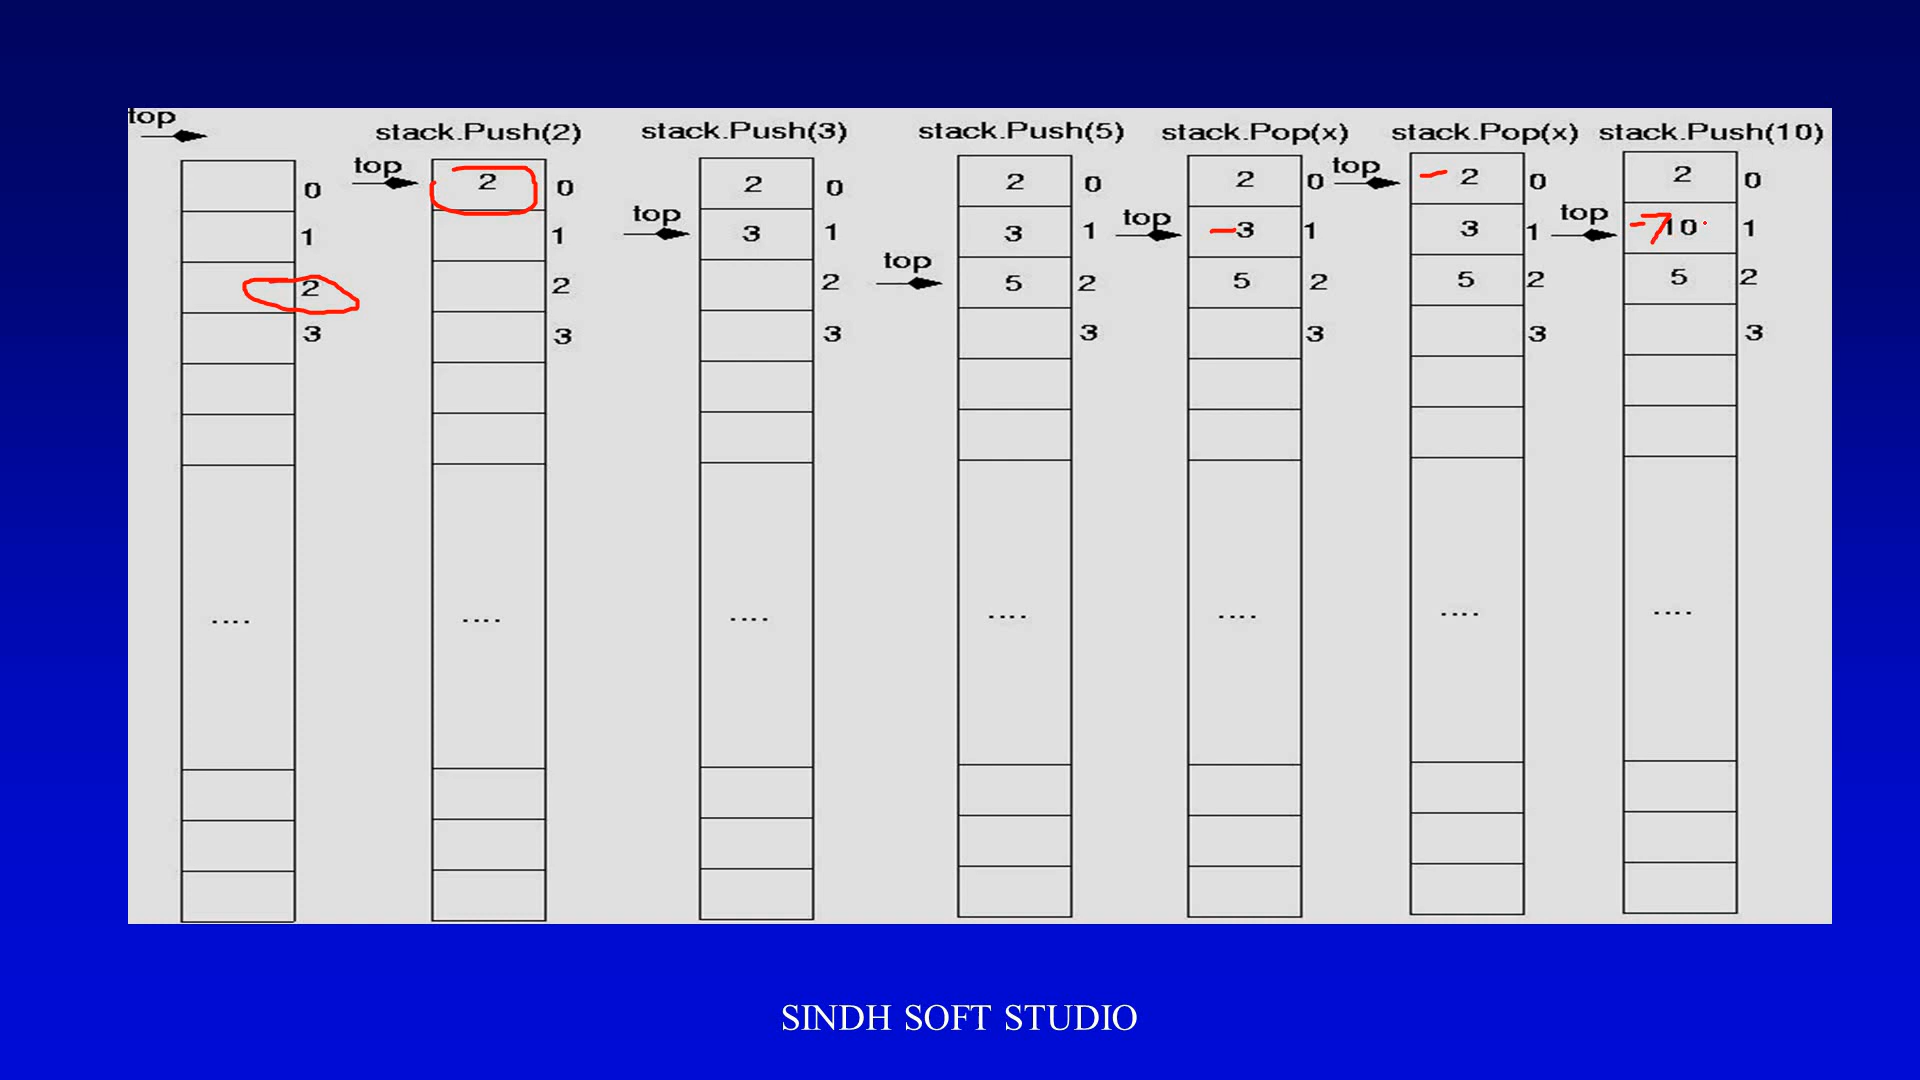 top
stack.Push(2) stack.Push(3) stack.Push(5) stack.Pop(x) stack.Pop(x) stack.Push(10)
top 2 0 2 0 2 0 2 0 top 2 0 2 0
0
top 3 1 3 1 top 3 1 3 1 top 10 1
1 1
top 5 2 5 2 5 2 5 2
2 2 2
3 3 3 3 3 3 3
.... .... .... .... .... .... ....
SINDH SOFT STUDIO